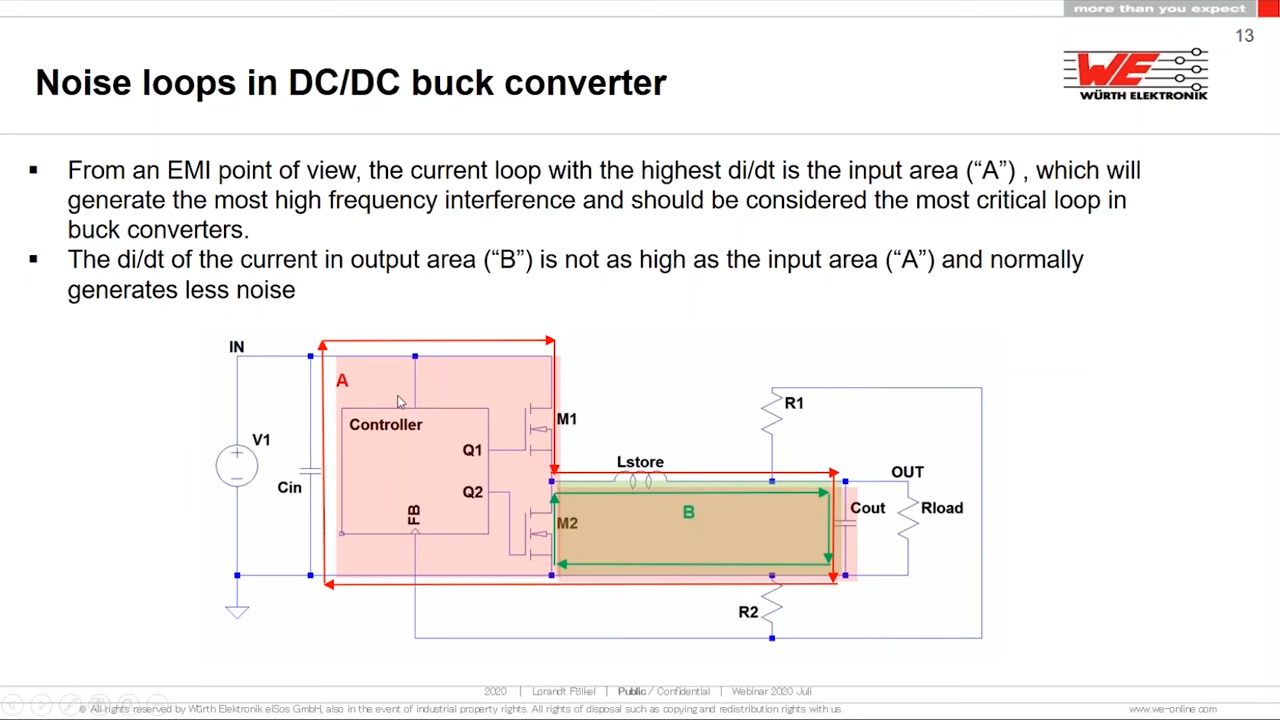 more than you expect
13
Noise loops in DC/DC buck converter
WE
WÜRTH ELEKTRONIK
▪ From an EMI point of view, the current loop with the highest di/dt is the input area (“A”) , which will
generate the most high frequency interference and should be considered the most critical loop in
buck converters.
▪ The di/dt of the current in output area (“B”) is not as high as the input area (“A”) and normally
generates less noise
IN
A
Controller
M1
R1
V1
Q1
Lstore
OUT
Cin
Q2
FB
M2
B
Cout
Rload
R2
2020 | Lorandt Fölkel | Public / Confidential | Webinar 2020 Juli
© All rights reserved by Würth Elektronik eiSos GmbH, also in the event of industrial property rights. All rights of disposal such as copying and redistribution rights with us.
www.we-online.com